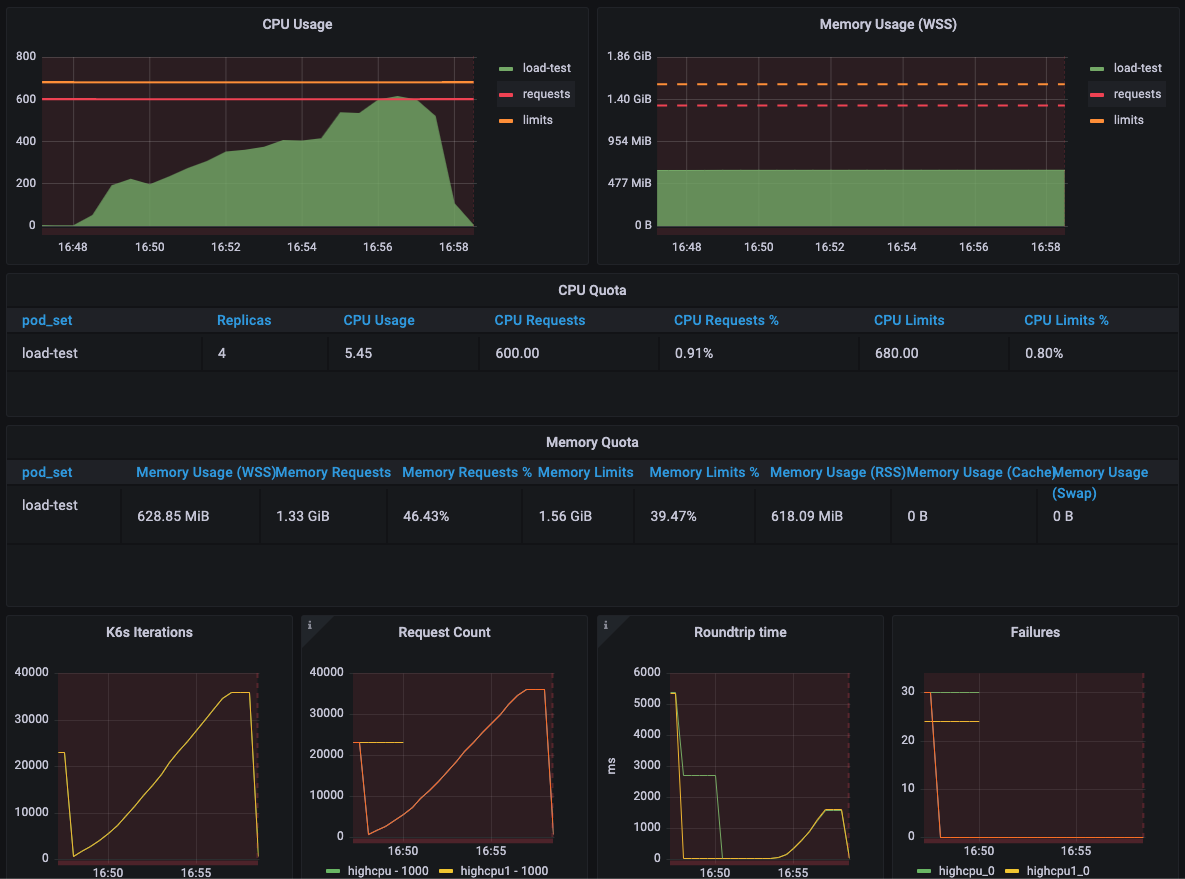 CPU Usage
800
600
400
200
0
16:48
16:50
16:52
16:54
16:56
16:58
load-test
requests
limits
Memory Usage (WSS)
1.86 GiB
1.40 GiB
954 MiB
477 MiB
0 B
16:48
16:50
16:52
16:54
16:56
16:58
load-test
requests
limits
CPU Quota
pod_set Replicas CPU Usage CPU Requests CPU Requests % CPU Limits CPU Limits %
load-test 4 5.45 600.00 0.91% 680.00 0.80%
Memory Quota
pod_set Memory Usage (WSS) Memory Requests Memory Requests % Memory Limits Memory Limits % Memory Usage (RSS) Memory Usage (Cache) Memory Usage
(Swap)
load-test 628.85 MiB 1.33 GiB 46.43% 1.56 GiB 39.47% 618.09 MiB 0 B 0 B
K6s Iterations
40000
30000
20000
10000
0
16:50
16:55
i
Request Count
40000
30000
20000
10000
0
16:50
16:55
highcpu - 1000
highcpu1 - 1000
i
Roundtrip time
ms
6000
5000
4000
3000
2000
1000
0
16:50
16:55
Failures
30
20
10
0
16:50
16:55
highcpu_0
highcpu1_0